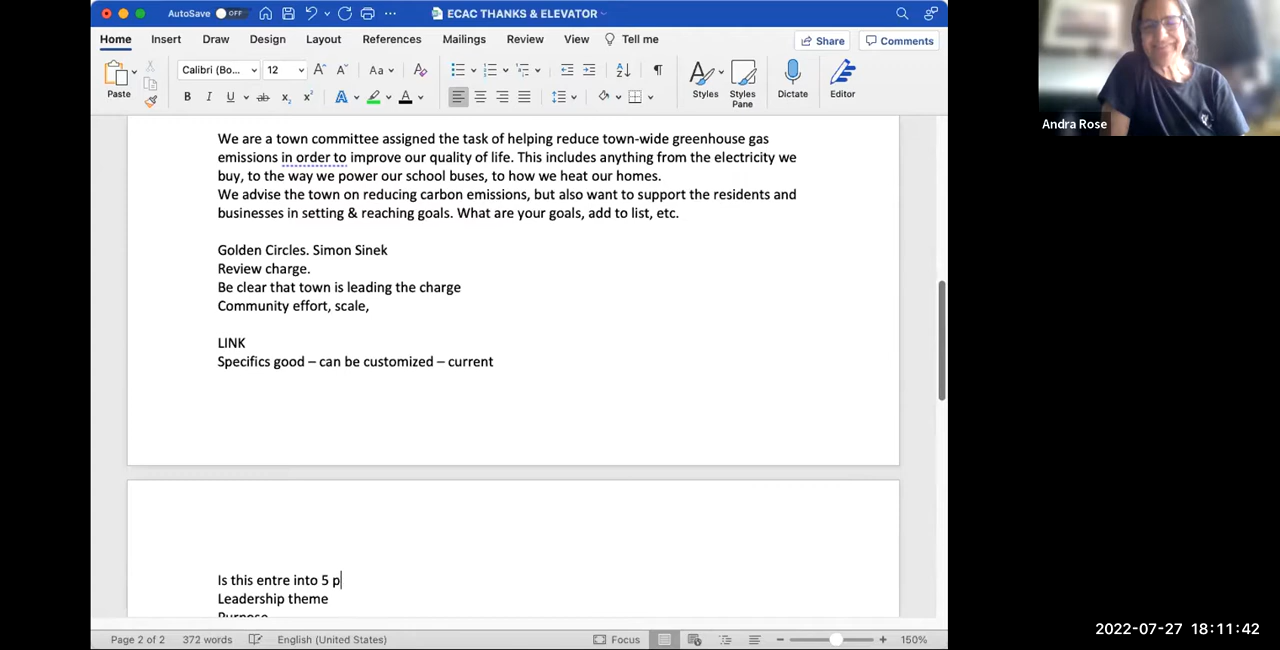 AutoSave OFF ECAC THANKS & ELEVATOR
Home Insert Draw Design Layout References Mailings Review View Tell me Share Comments
Calibri (Bo... 12 Aa
Paste B I U ab x₂ x² A A Styles Styles Pane Dictate Editor
Andra Rose
We are a town committee assigned the task of helping reduce town-wide greenhouse gas
emissions in order to improve our quality of life. This includes anything from the electricity we
buy, to the way we power our school buses, to how we heat our homes.
We advise the town on reducing carbon emissions, but also want to support the residents and
businesses in setting & reaching goals. What are your goals, add to list, etc.
Golden Circles. Simon Sinek
Review charge.
Be clear that town is leading the charge
Community effort, scale,
LINK
Specifics good – can be customized – current
Is this entre into 5 p
Leadership theme
Purpose
Page 2 of 2 372 words English (United States) Focus 150%
2022-07-27 18:11:42